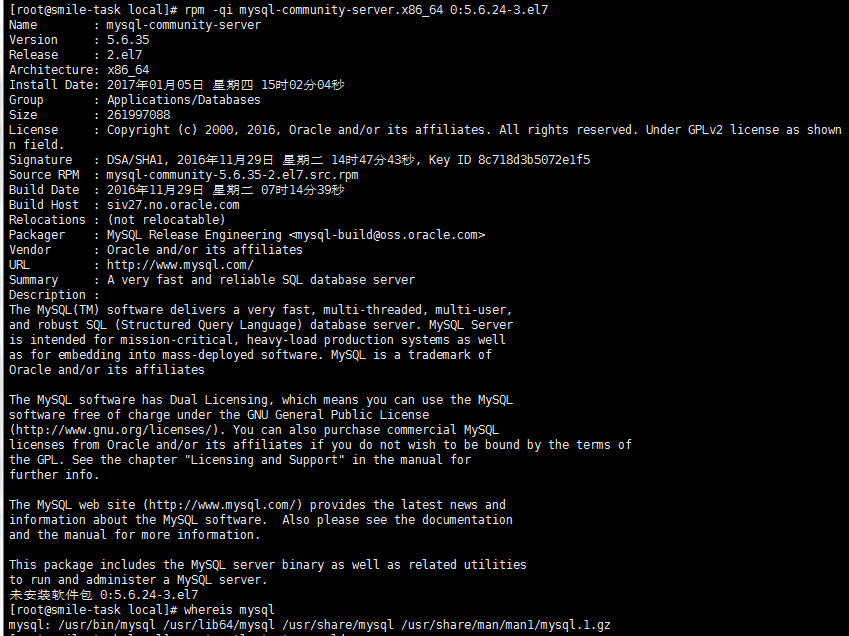 [root@smile-task local]# rpm -qi mysql-community-server.x86_64 0:5.6.24-3.el7
Name        : mysql-community-server
Version     : 5.6.35
Release     : 2.el7
Architecture: x86_64
Install Date: 2017年01月05日 星期四 15时02分04秒
Group       : Applications/Databases
Size        : 261997088
License     : Copyright (c) 2000, 2016, Oracle and/or its affiliates. All rights reserved. Under GPLv2 license as shown
n field.
Signature   : DSA/SHA1, 2016年11月29日 星期二 14时47分43秒, Key ID 8c718d3b5072e1f5
Source RPM  : mysql-community-5.6.35-2.el7.src.rpm
Build Date  : 2016年11月29日 星期二 07时14分39秒
Build Host  : siv27.no.oracle.com
Relocations : (not relocatable)
Packager    : MySQL Release Engineering <mysql-build@oss.oracle.com>
Vendor      : Oracle and/or its affiliates
URL         : http://www.mysql.com/
Summary     : A very fast and reliable SQL database server
Description :
The MySQL(TM) software delivers a very fast, multi-threaded, multi-user,
and robust SQL (Structured Query Language) database server. MySQL Server
is intended for mission-critical, heavy-load production systems as well
as for embedding into mass-deployed software. MySQL is a trademark of
Oracle and/or its affiliates

The MySQL software has Dual Licensing, which means you can use the MySQL
software free of charge under the GNU General Public License
(http://www.gnu.org/licenses/). You can also purchase commercial MySQL
licenses from Oracle and/or its affiliates if you do not wish to be bound by the terms of
the GPL. See the chapter "Licensing and Support" in the manual for
further info.

The MySQL web site (http://www.mysql.com/) provides the latest news and
information about the MySQL software.  Also please see the documentation
and the manual for more information.

This package includes the MySQL server binary as well as related utilities
to run and administer a MySQL server.
未安装软件包 0:5.6.24-3.el7
[root@smile-task local]# whereis mysql
mysql: /usr/bin/mysql /usr/lib64/mysql /usr/share/mysql /usr/share/man/man1/mysql.1.gz